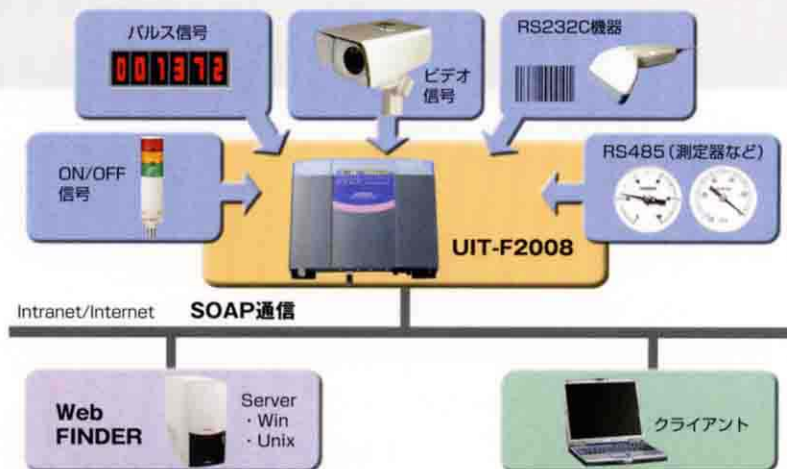 パルス信号
001372
ビデオ
信号
RS232C機器
ON/OFF
信号
RS485(測定器など)
UIT-F2008
Intranet/Internet SOAP通信
Web
FINDER
Server
・Win
・Unix
クライアント